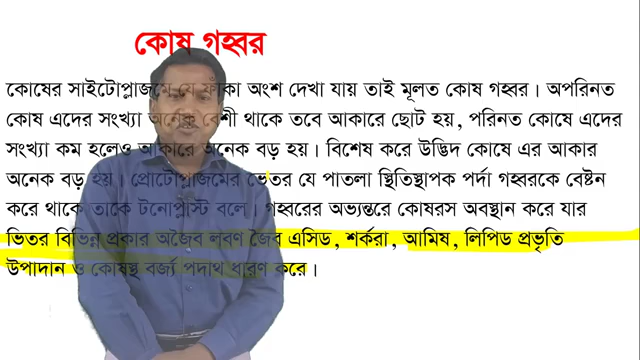 কোষ গহ্বর
কোষের সাইটোপ্লাজমে যে ফাঁকা অংশ দেখা যায় তাই মূলত কোষ গহ্বর। অপরিনত
কোষ এদের সংখ্যা অনেক বেশী থাকে তবে আকারে ছোট হয়, পরিনত কোষে এদের
সংখ্যা কম হলেও আকারে অনেক বড় হয়। বিশেষ করে উদ্ভিদ কোষে এর আকার
অনেক বড় হয়। প্রোটোপ্লাজমের ভেতর যে পাতলা স্থিতিস্থাপক পর্দা গহ্বরকে বেষ্টন
করে থাকে তাকে টনোপ্লাস্ট বলে। গহ্বরের অভ্যন্তরে কোষরস অবস্থান করে যার
ভিতর বিভিন্ন প্রকার অজৈব লবণ জৈব এসিড, শর্করা, আমিষ, লিপিড প্রভৃতি
উপাদান ও কোষস্থ বর্জ্য পদাথ ধারণ করে।